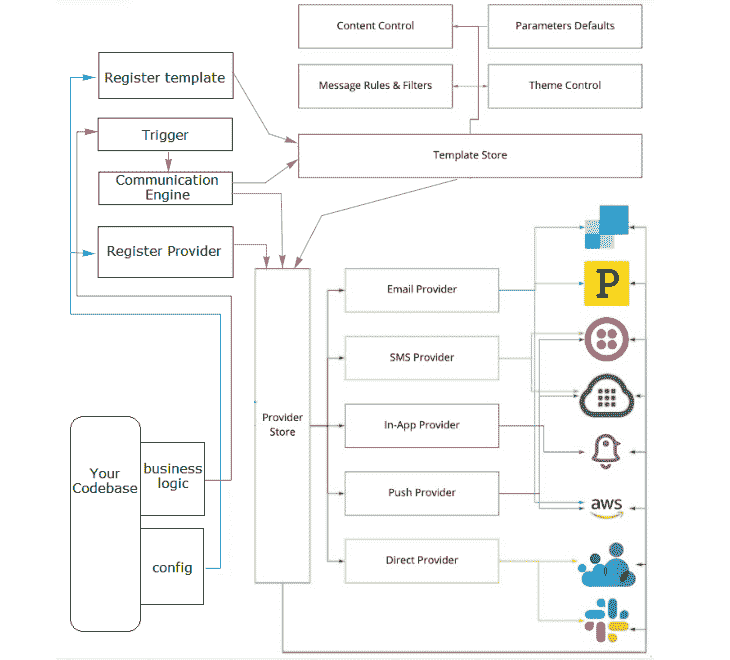 Content Control
Parameters Defaults
Register template
Message Rules & Filters
Theme Control
Trigger
Template Store
Communication
Engine
Register Provider
Email Provider
P
SMS Provider
Provider
Store
In-App Provider
Your
Codebase
business
logic
Push Provider
aws
Direct Provider
config